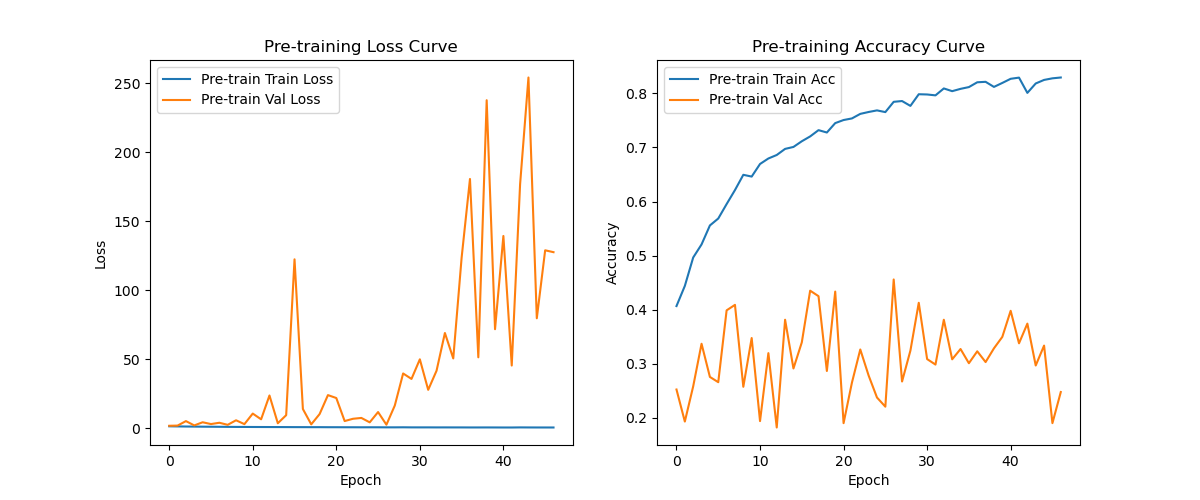 Pre-training Loss Curve
Pre-train Train Loss
Pre-train Val Loss
250
200
150
100
50
0
Loss
0 10 20 30 40
Epoch
Pre-training Accuracy Curve
Pre-train Train Acc
Pre-train Val Acc
0.8
0.7
0.6
0.5
0.4
0.3
0.2
Accuracy
0 10 20 30 40
Epoch